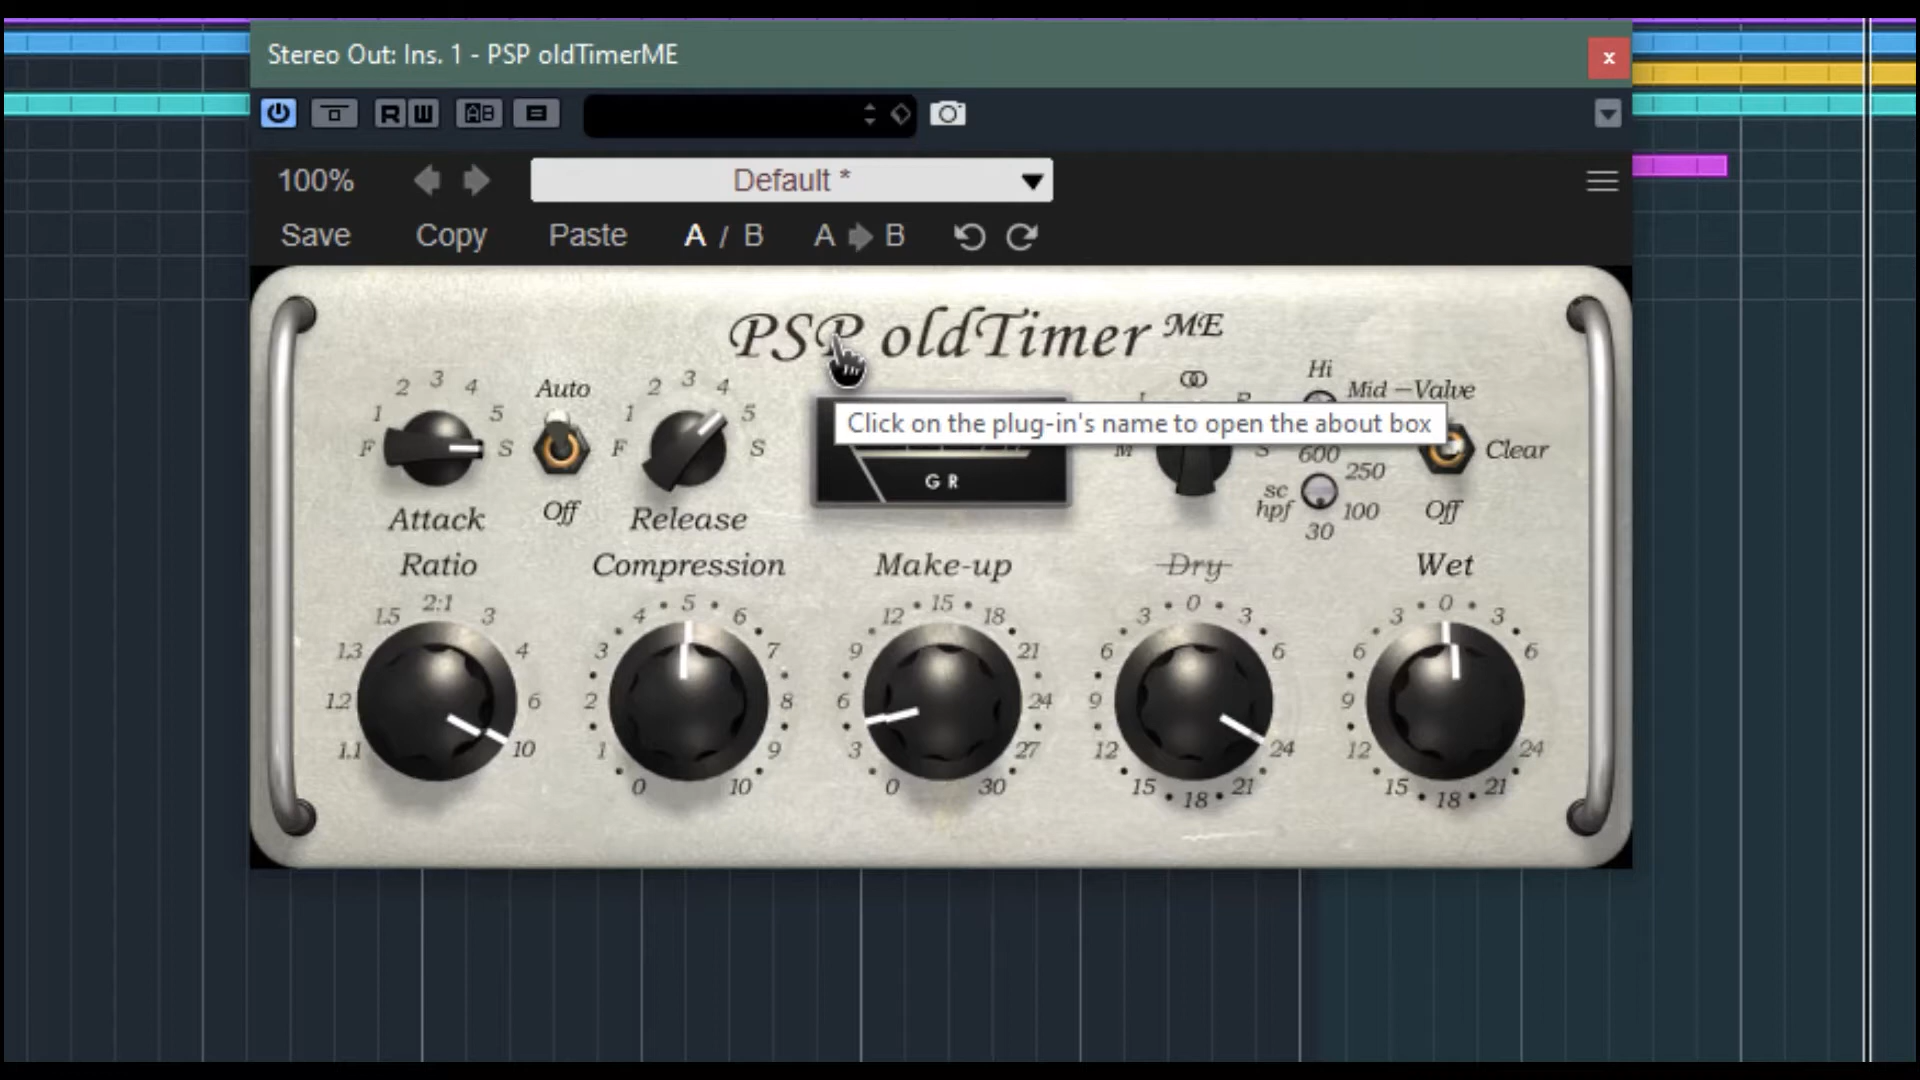 Stereo Out: Ins. 1 - PSP oldTimerME
x
R W AB
100% Default *
Save Copy Paste A / B A B
PSP oldTimer ME
Click on the plug-in's name to open the about box
F 1 2 3 4 5 S
Attack
Auto
Off
F 1 2 3 4 5 S
Release
GR
M S
Hi
Mid
600
250
100
30
sc
hpf
Valve
Clear
Off
Ratio Compression Make-up Dry Wet
1.1 1.2 1.3 1.5 2:1 3 4 6 10
0 1 2 3 4 5 6 7 8 9 10
0 3 6 9 12 15 18 21 24 27 30
15 12 9 6 3 0 3 6 24 21 18
15 12 9 6 3 0 3 6 24 21 18